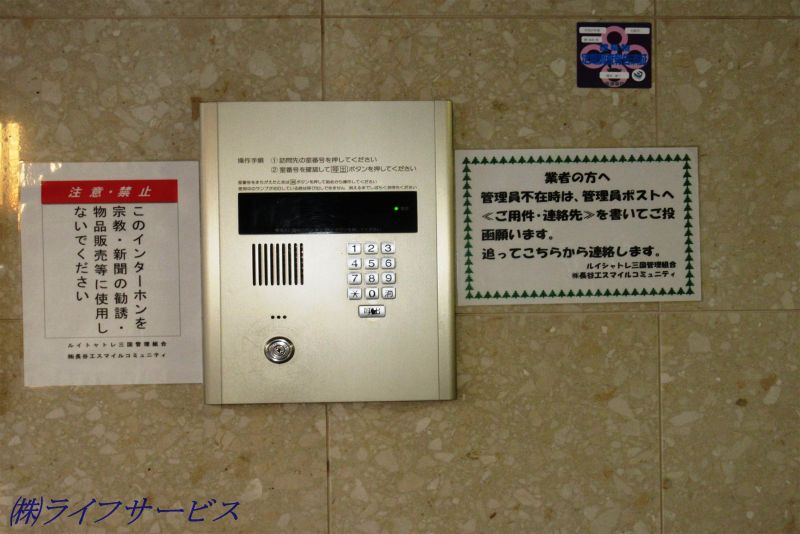 注意・禁止
このインターホンを
宗教・新聞の勧誘・
物品販売等に使用し
ないでください
ルイシャトレ三国管理組合
㈱長谷工スマイルコミュニティ
操作手順 ①訪問先の室番号を押してください
②室番号を確認して呼出ボタンを押してください
1 2 3
4 5 6
7 8 9
* 0
呼出
業者の方へ
管理員不在時は、管理員ポストへ
≪ご用件・連絡先≫を書いてご投
函願います。
追ってこちらから連絡します。
ルイシャトレ三国管理組合
㈱長谷工スマイルコミュニティ
㈱ライフサービス